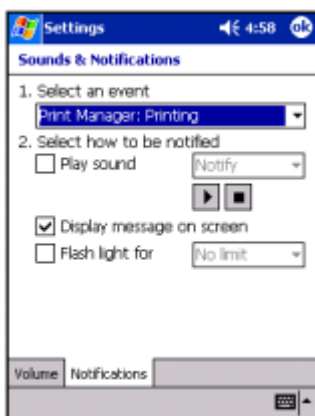 Settings 4:58 ok
Sounds & Notifications
1. Select an event
Print Manager: Printing
2. Select how to be notified
Play sound Notify
Display message on screen
Flash light for No limit
Volume Notifications